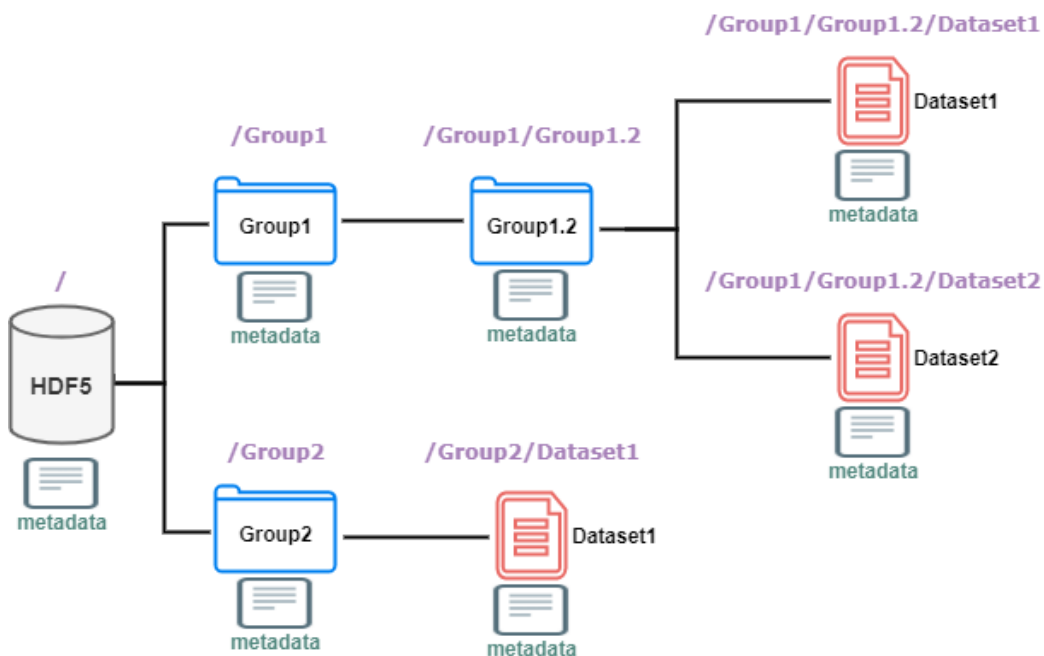 /Group1/Group1.2/Dataset1
Dataset1
metadata
/Group1
/Group1/Group1.2
Group1
Group1.2
metadata
metadata
/Group1/Group1.2/Dataset2
Dataset2
metadata
/
HDF5
metadata
/Group2
/Group2/Dataset1
Group2
Dataset1
metadata
metadata